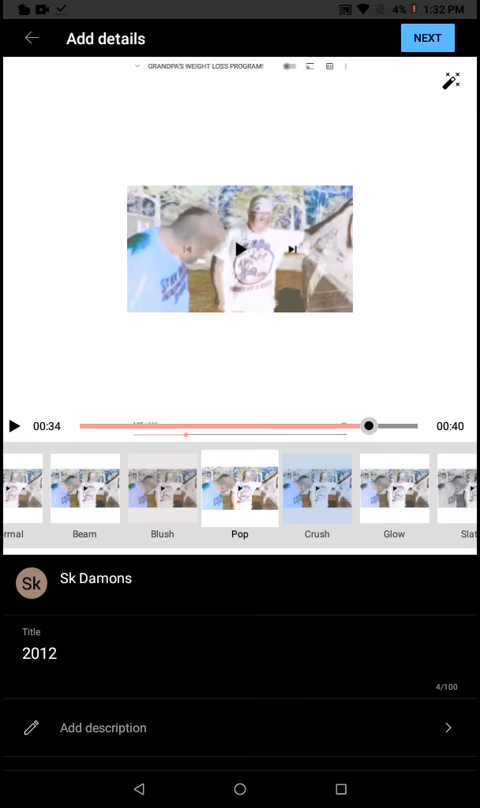 4% 1:32 PM
Add details
NEXT
GRANDPA'S WEIGHT LOSS PROGRAM!
STAY
00:34
00:40
rmal
Beam
Blush
Pop
Crush
Glow
Slat
Sk
Sk Damons
Title
2012
4/100
Add description